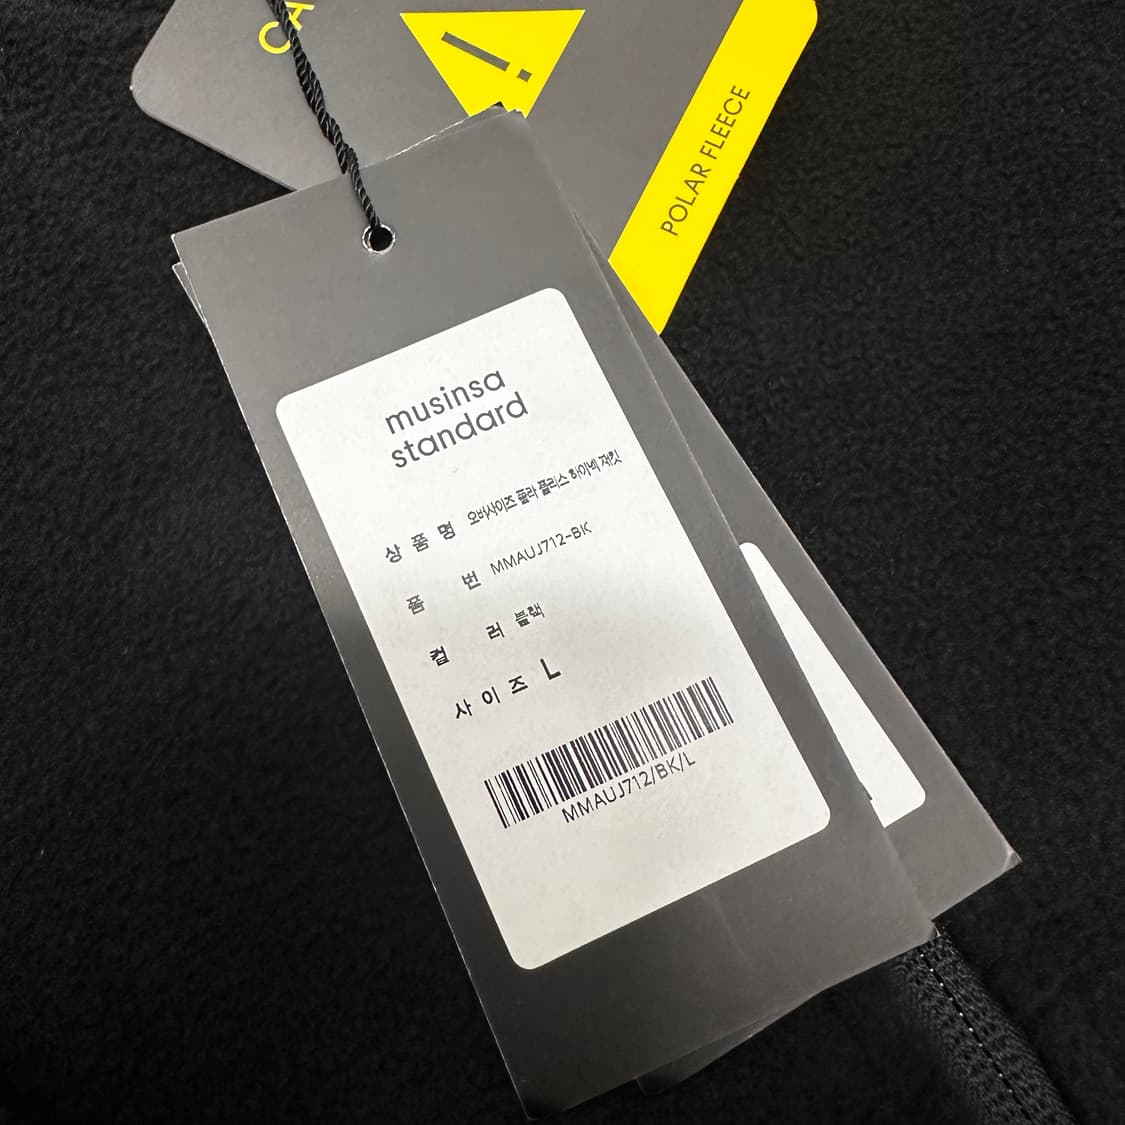 CA
!
POLAR FLEECE
musinsa
standard
상 품 명 오버사이즈 폴라 플리스 하이넥 재킷
품 번 MMAUJ712-BK
컬 러 블랙
사 이 즈 L
MMAUJ712/BK/L